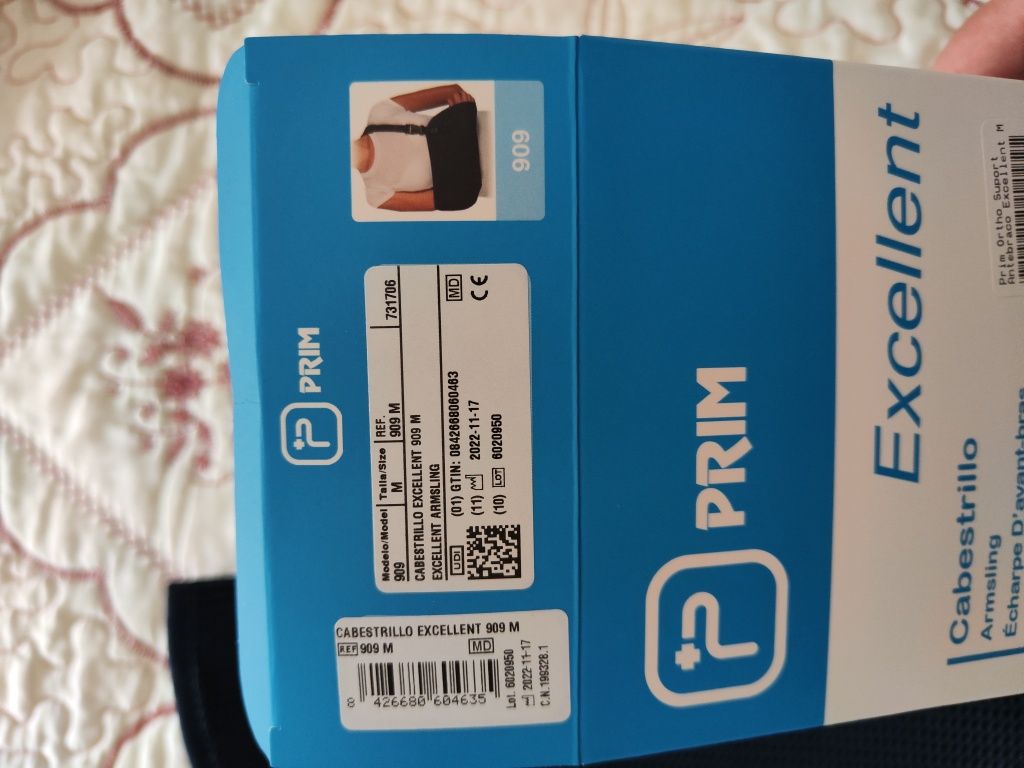 909
PRIM
Modelo/Model Talla/Size REF. 731706
909 M 909 M
CABESTRILLO EXCELLENT 909 M
EXCELLENT ARMSLING
UDI (01) GTIN: 08426680604635 MD
(11) 2022-11-17 CE
(10) LOT 6020950
CABESTRILLO EXCELLENT 909 M
REF 909 M MD
8 426680 604635
Lot. 6020950
2022-11-17
C.N.199328.1
PRIM
Excellent
Cabestrillo
Armsling
Écharpe D'avant-bras
Prim Ortho Suport
Antebraco Excellent M